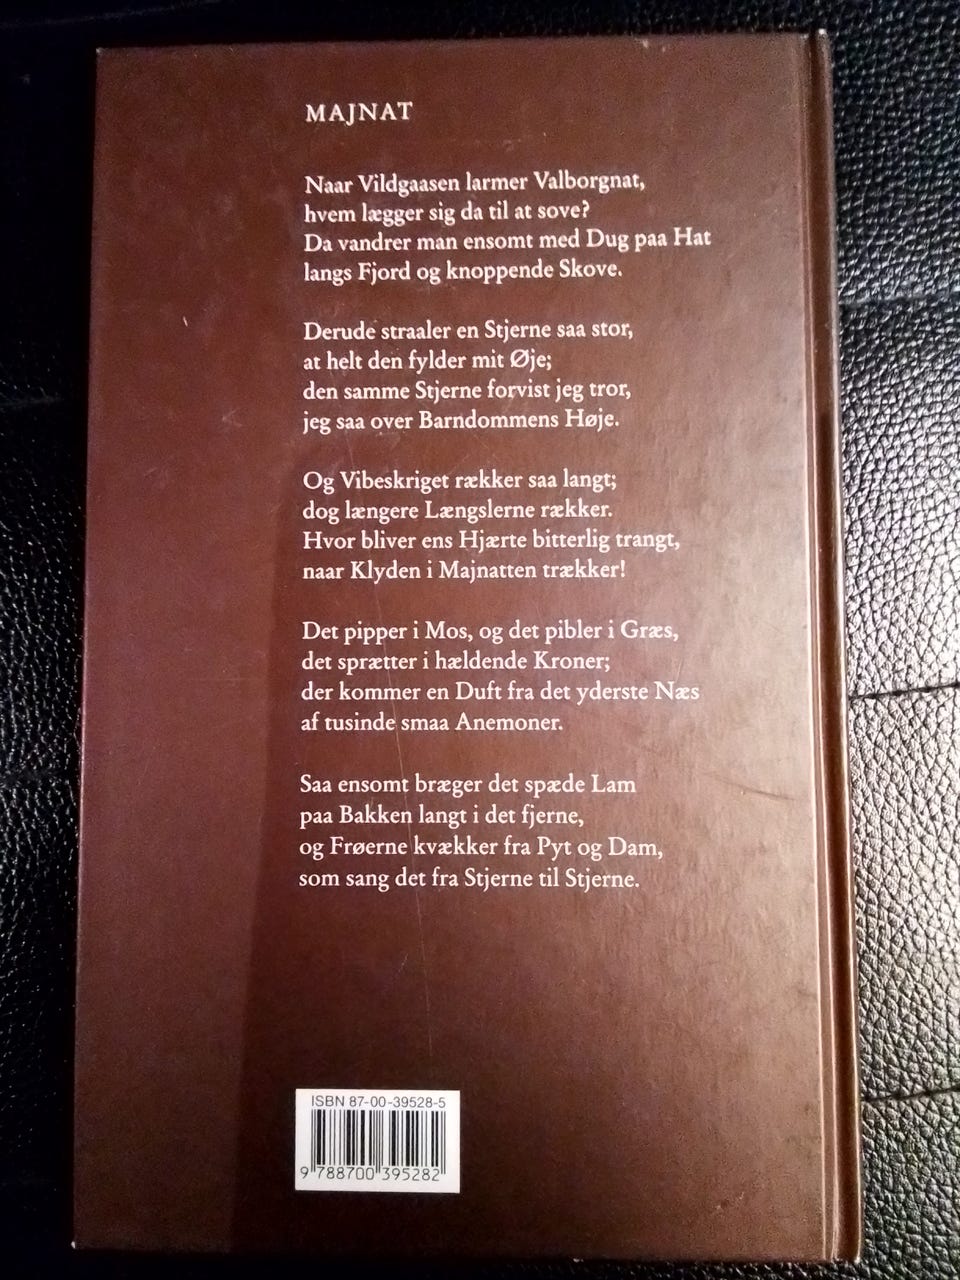 MAJNAT
Naar Vildgaasen larmer Valborgnat,
hvem lægger sig da til at sove?
Da vandrer man ensomt med Dug paa Hat
langs Fjord og knoppende Skove.
Derude straaler en Stjerne saa stor,
at helt den fylder mit Øje;
den samme Stjerne forvist jeg tror,
jeg saa over Barndommens Høje.
Og Vibeskriget rækker saa langt;
dog længere Længslerne rækker.
Hvor bliver ens Hjærte bitterlig trangt,
naar Klyden i Majnatten trækker!
Det pipper i Mos, og det pibler i Græs,
det sprætter i hældende Kroner;
der kommer en Duft fra det yderste Næs
af tusinde smaa Anemoner.
Saa ensomt bræger det spæde Lam
paa Bakken langt i det fjerne,
og Frøerne kvækker fra Pyt og Dam,
som sang det fra Stjerne til Stjerne.
ISBN 87-00-39528-5
9 788700 395282